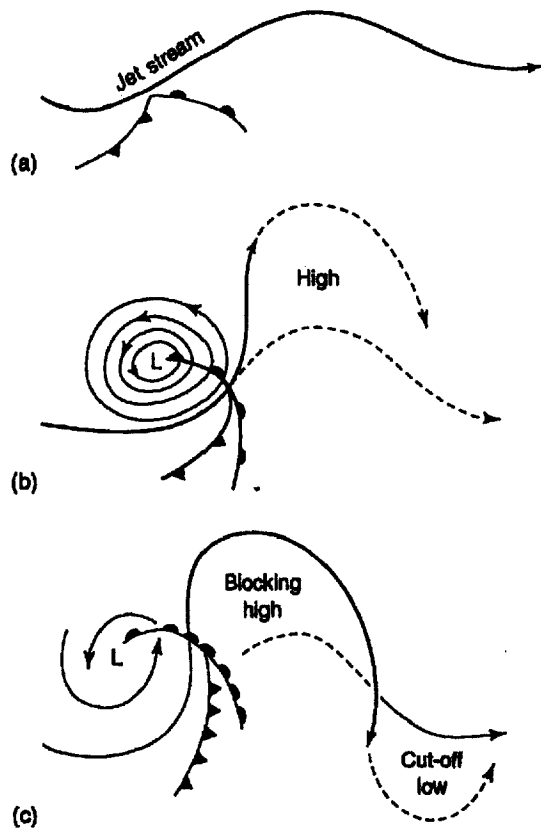 Jet stream
(a)
High
L
(b)
Blocking
high
L
Cut-off
low
(c)